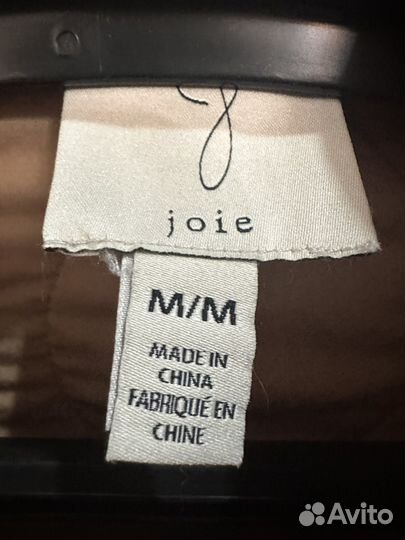 joie
M/M
MADE IN
CHINA
FABRIQUÉ EN
CHINE
Avito